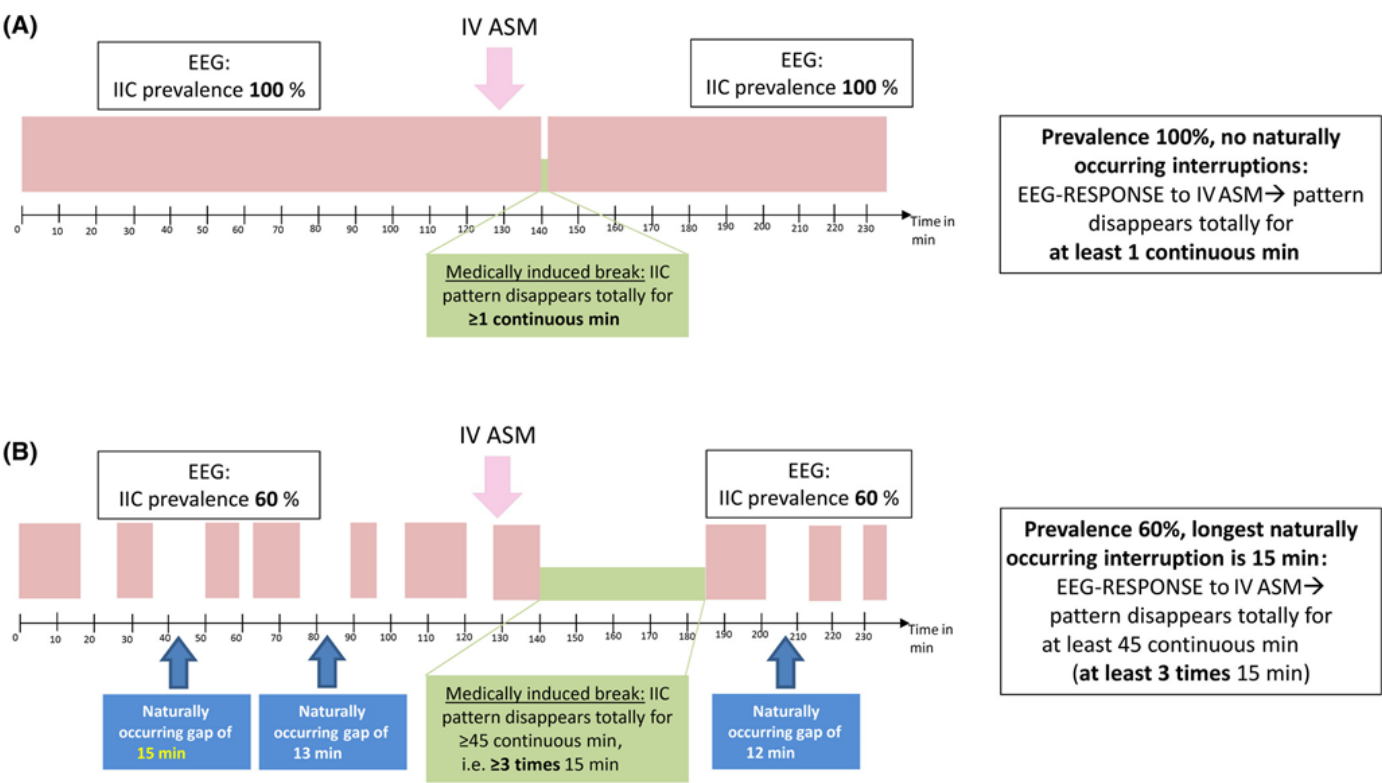 (A)
IV ASM
EEG:
IIC prevalence 100 %
EEG:
IIC prevalence 100 %
0 10 20 30 40 50 60 70 80 90 100 110 120 130 140 150 160 170 180 190 200 210 220 230
Time in
min
Medically induced break: IIC
pattern disappears totally for
≥1 continuous min
Prevalence 100%, no naturally
occurring interruptions:
EEG-RESPONSE to IV ASM→ pattern
disappears totally for
at least 1 continuous min
(B)
IV ASM
EEG:
IIC prevalence 60 %
EEG:
IIC prevalence 60 %
0 10 20 30 40 50 60 70 80 90 100 110 120 130 140 150 160 170 180 190 200 210 220 230
Time in
min
Naturally
occurring gap of
15 min
Naturally
occurring gap of
13 min
Medically induced break: IIC
pattern disappears totally for
≥45 continuous min,
i.e. ≥3 times 15 min
Naturally
occurring gap of
12 min
Prevalence 60%, longest naturally
occurring interruption is 15 min:
EEG-RESPONSE to IV ASM→
pattern disappears totally for
at least 45 continuous min
(at least 3 times 15 min)